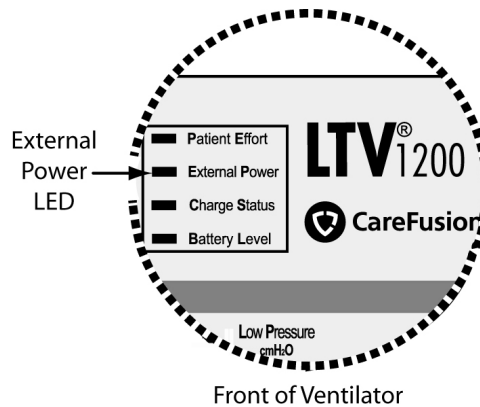 External
Power
LED
Patient Effort
External Power
Charge Status
Battery Level
LTV® 1200
CareFusion
Low Pressure
cmH₂O
Front of Ventilator